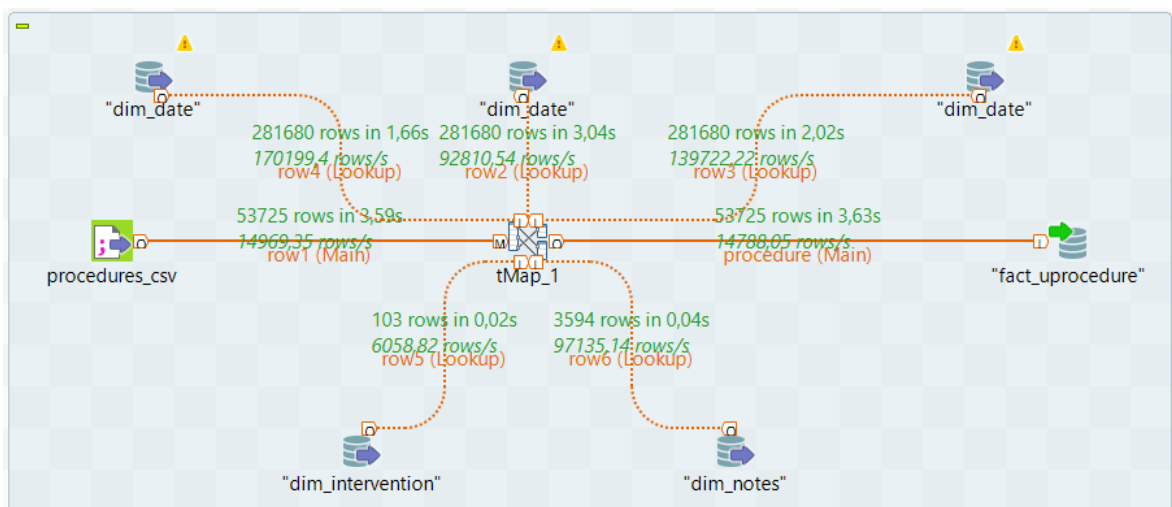 "dim_date"
"dim_date"
"dim_date"
281680 rows in 1,66s
170199,4 rows/s
row4 (Lookup)
281680 rows in 3,04s
92810,54 rows/s
row2 (Lookup)
281680 rows in 2,02s
139722,22 rows/s
row3 (Lookup)
procedures_csv
53725 rows in 3,59s
14969,35 rows/s
row1 (Main)
M
tMap_1
53725 rows in 3,63s
14788,05 rows/s
procedure (Main)
"fact_uprocedure"
103 rows in 0,02s
6058,82 rows/s
row5 (Lookup)
3594 rows in 0,04s
97135,14 rows/s
row6 (Lookup)
"dim_intervention"
"dim_notes"